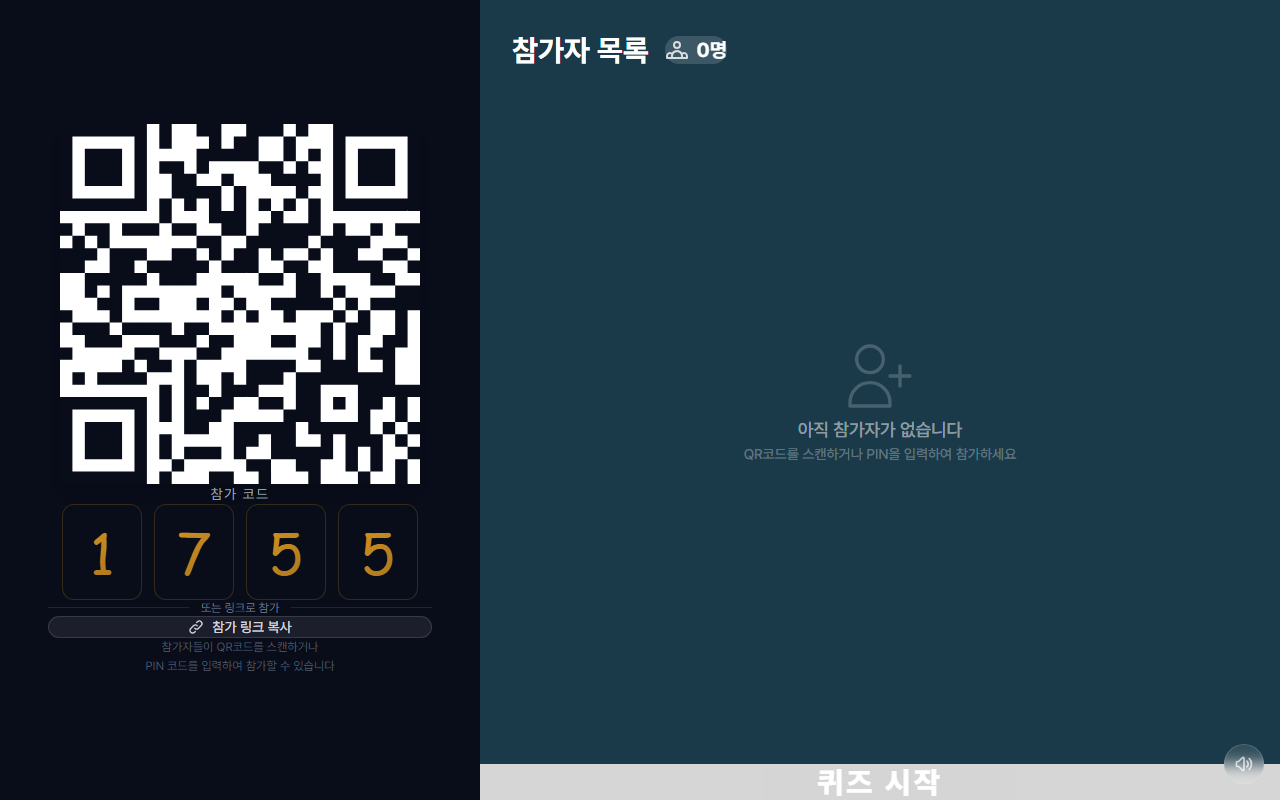 참가 코드
1 7 5 5
또는 링크로 참가
참가 링크 복사
참가자들이 QR코드를 스캔하거나
PIN 코드를 입력하여 참가할 수 있습니다
참가자 목록 0명
아직 참가자가 없습니다
QR코드를 스캔하거나 PIN을 입력하여 참가하세요
퀴즈 시작